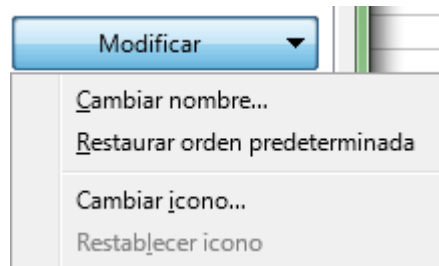 Modificar
Cambiar nombre...
Restaurar orden predeterminada
Cambiar icono...
Restablecer icono